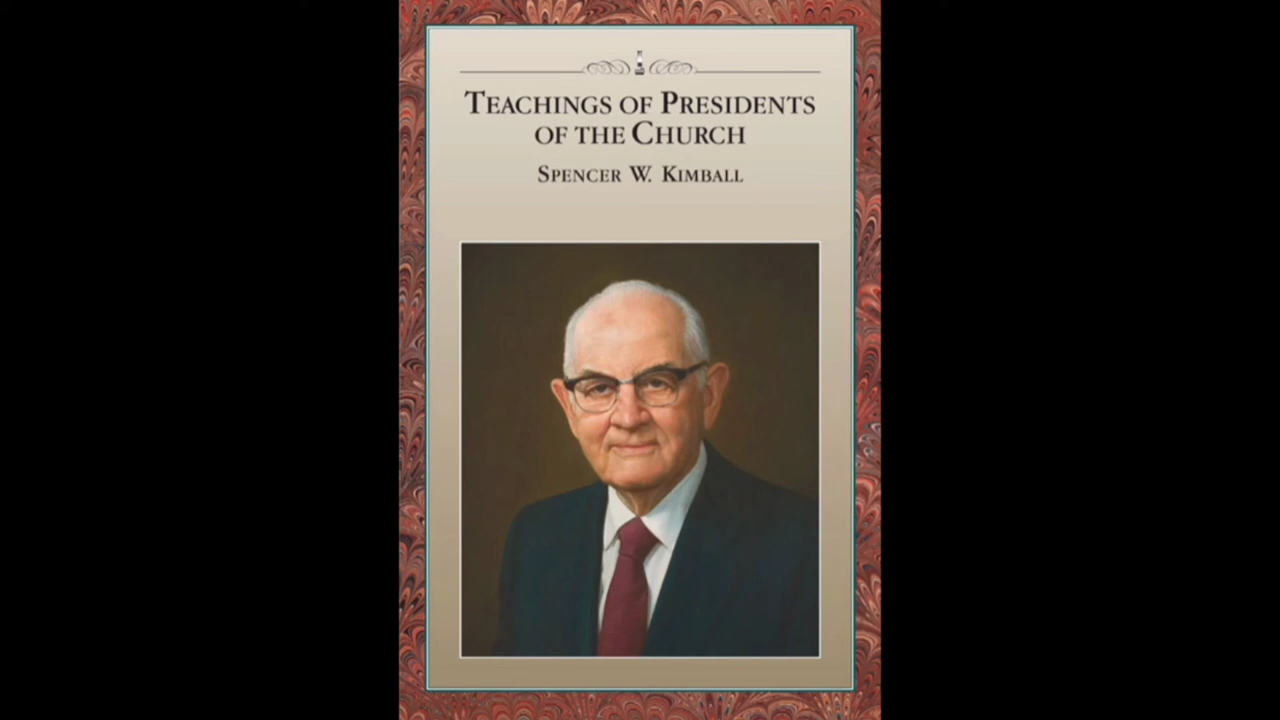 TEACHINGS OF PRESIDENTS
OF THE CHURCH
SPENCER W. KIMBALL